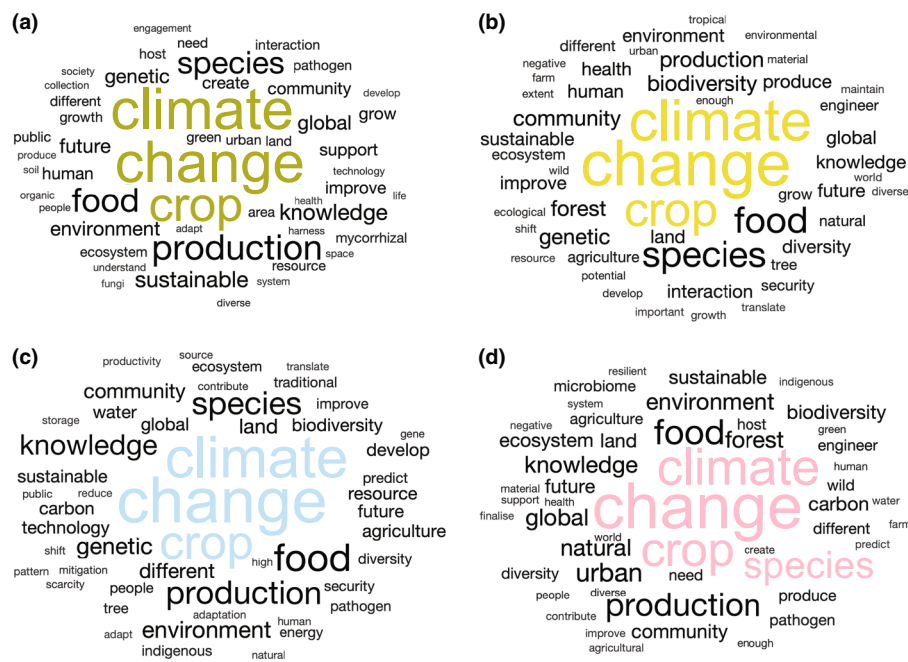 (a)
engagement
need
interaction
host
species
pathogen
society
genetic
create
community
collection
develop
different
climate
growth
global
grow
public
green urban land
future
support
produce
change
soil
human
technology
improve
organic
food
crop
health
life
people
area
knowledge
environment
adapt
harness
mycorrhizal
ecosystem
production
space
understand
resource
fungi
sustainable
system
diverse
(b)
tropical
environment
environmental
different
urban
negative
production
material
farm
health
biodiversity
produce
extent
human
maintain
enough
engineer
community
climate
sustainable
global
ecosystem
change
knowledge
wild
world
improve
grow
future
diverse
ecological
forest
crop
food
natural
shift
genetic
land
diversity
resource
agriculture
species
tree
potential
security
develop
interaction
important
growth
translate
(c)
productivity
source
ecosystem
translate
community
contribute
traditional
water
species
improve
storage
global
land
biodiversity
gene
knowledge
climate
develop
sustainable
predict
public
reduce
change
resource
carbon
future
technology
agriculture
shift
genetic
crop
high
food
diversity
pattern
mitigation
different
scarcity
people
production
security
tree
adaptation
pathogen
adapt
environment
human
energy
indigenous
natural
(d)
resilient
sustainable
indigenous
microbiome
system
environment
agriculture
biodiversity
negative
food
host
green
ecosystem
land
forest
engineer
knowledge
climate
human
material
future
wild
support
health
change
carbon
water
finalise
global
different
farm
world
natural
crop
create
predict
diversity
urban
need
species
people
diverse
produce
contribute
production
pathogen
improve
community
agricultural
enough